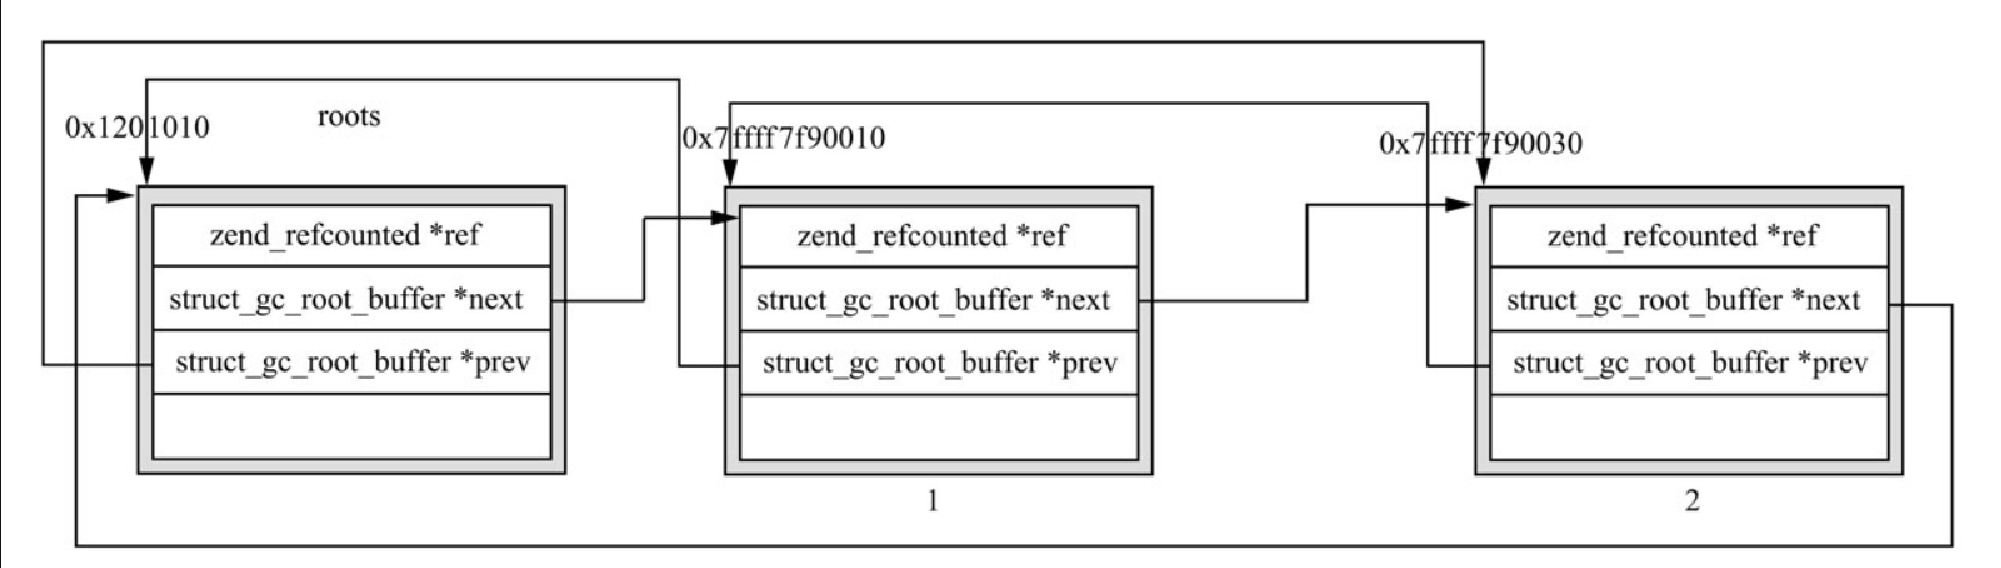 roots
0x1201010
0x7ffff7f90010
0x7ffff7f90030
zend_refcounted *ref
struct_gc_root_buffer *next
struct_gc_root_buffer *prev
zend_refcounted *ref
struct_gc_root_buffer *next
struct_gc_root_buffer *prev
1
zend_refcounted *ref
struct_gc_root_buffer *next
struct_gc_root_buffer *prev
2